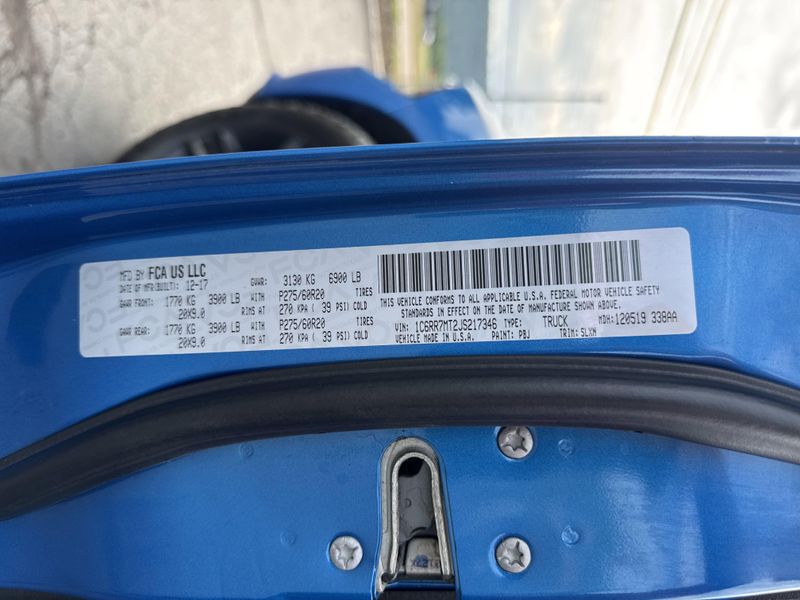 MFD BY FCA US LLC
DATE OF MFR(BUILT): 12-17 GVWR: 3130 KG 6900 LB
GAWR FRONT: 1770 KG 3900 LB WITH P275/60R20 TIRES
20X9.0 RIMS AT 270 KPA ( 39 PSI) COLD
GAWR REAR: 1770 KG 3900 LB WITH P275/60R20 TIRES
20X9.0 RIMS AT 270 KPA ( 39 PSI) COLD
THIS VEHICLE CONFORMS TO ALL APPLICABLE U.S.A. FEDERAL MOTOR VEHICLE SAFETY
STANDARDS IN EFFECT ON THE DATE OF MANUFACTURE SHOWN ABOVE.
VIN: 1C6RR7MT2JS217346 TYPE: TRUCK MDH: 120519 338AA
VEHICLE MADE IN U.S.A. PAINT: PBJ TRIM: SLXN